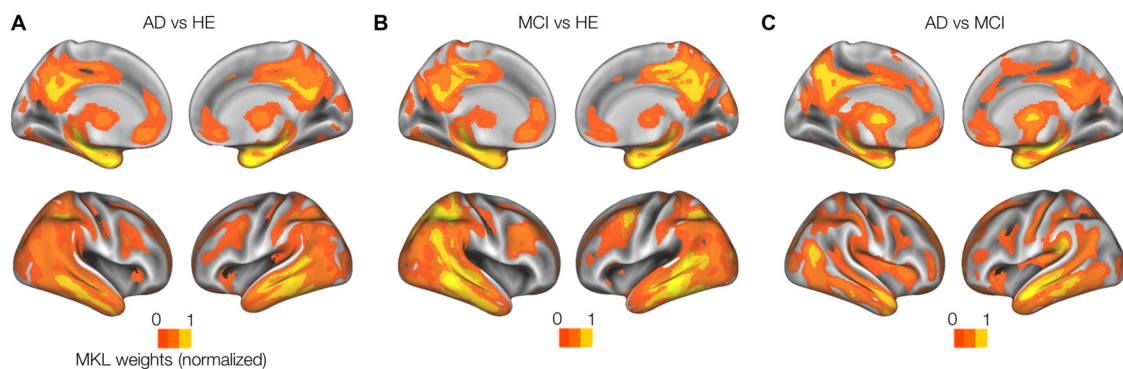 A AD vs HE
B MCI vs HE
C AD vs MCI
0 1
MKL weights (normalized)
0 1
0 1